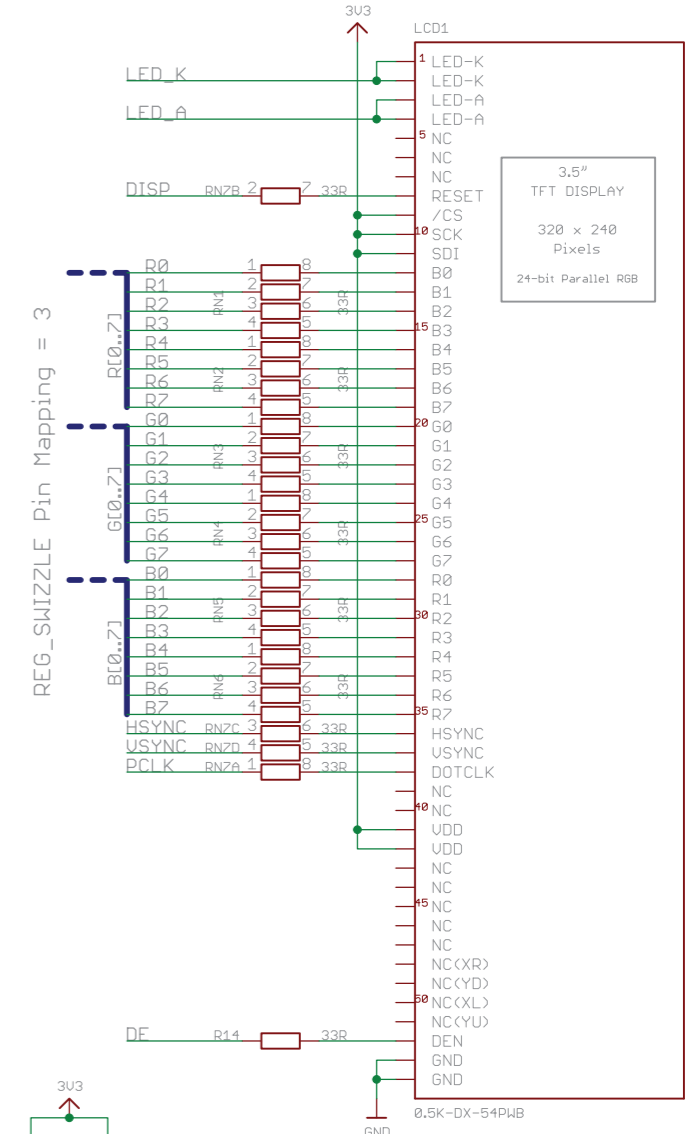 3V3
LCD1
1 LED-K
LED_K LED-K
LED-A
LED_A LED-A
5 NC
NC
NC
DISP RN7B 2 7 33R RESET
/CS
10 SCK
SDI
3.5"
TFT DISPLAY
320 x 240
Pixels
24-bit Parallel RGB
REG_SWIZZLE Pin Mapping = 3
R[0..7]
G[0..7]
B[0..7]
R0 1 8 B0
R1 2 7 B1
RN1 33R
R2 3 6 B2
R3 4 5 15 B3
R4 1 8 B4
R5 2 7 B5
RN2 33R
R6 3 6 B6
R7 4 5 B7
G0 1 8 20 G0
G1 2 7 G1
RN3 33R
G2 3 6 G2
G3 4 5 G3
G4 1 8 G4
G5 2 7 25 G5
RN4 33R
G6 3 6 G6
G7 4 5 G7
B0 1 8 R0
B1 2 7 R1
RN5 33R
B2 3 6 30 R2
B3 4 5 R3
B4 1 8 R4
B5 2 7 R5
RN6 33R
B6 3 6 R6
B7 4 5 35 R7
HSYNC RN7C 3 6 33R HSYNC
VSYNC RN7D 4 5 33R VSYNC
PCLK RN7A 1 8 33R DOTCLK
NC
40 NC
VDD
VDD
NC
NC
45 NC
NC
NC
NC(XR)
NC(YD)
50 NC(XL)
NC(YU)
DE R14 33R DEN
GND
GND
3V3
0.5K-DX-54PWB
GND